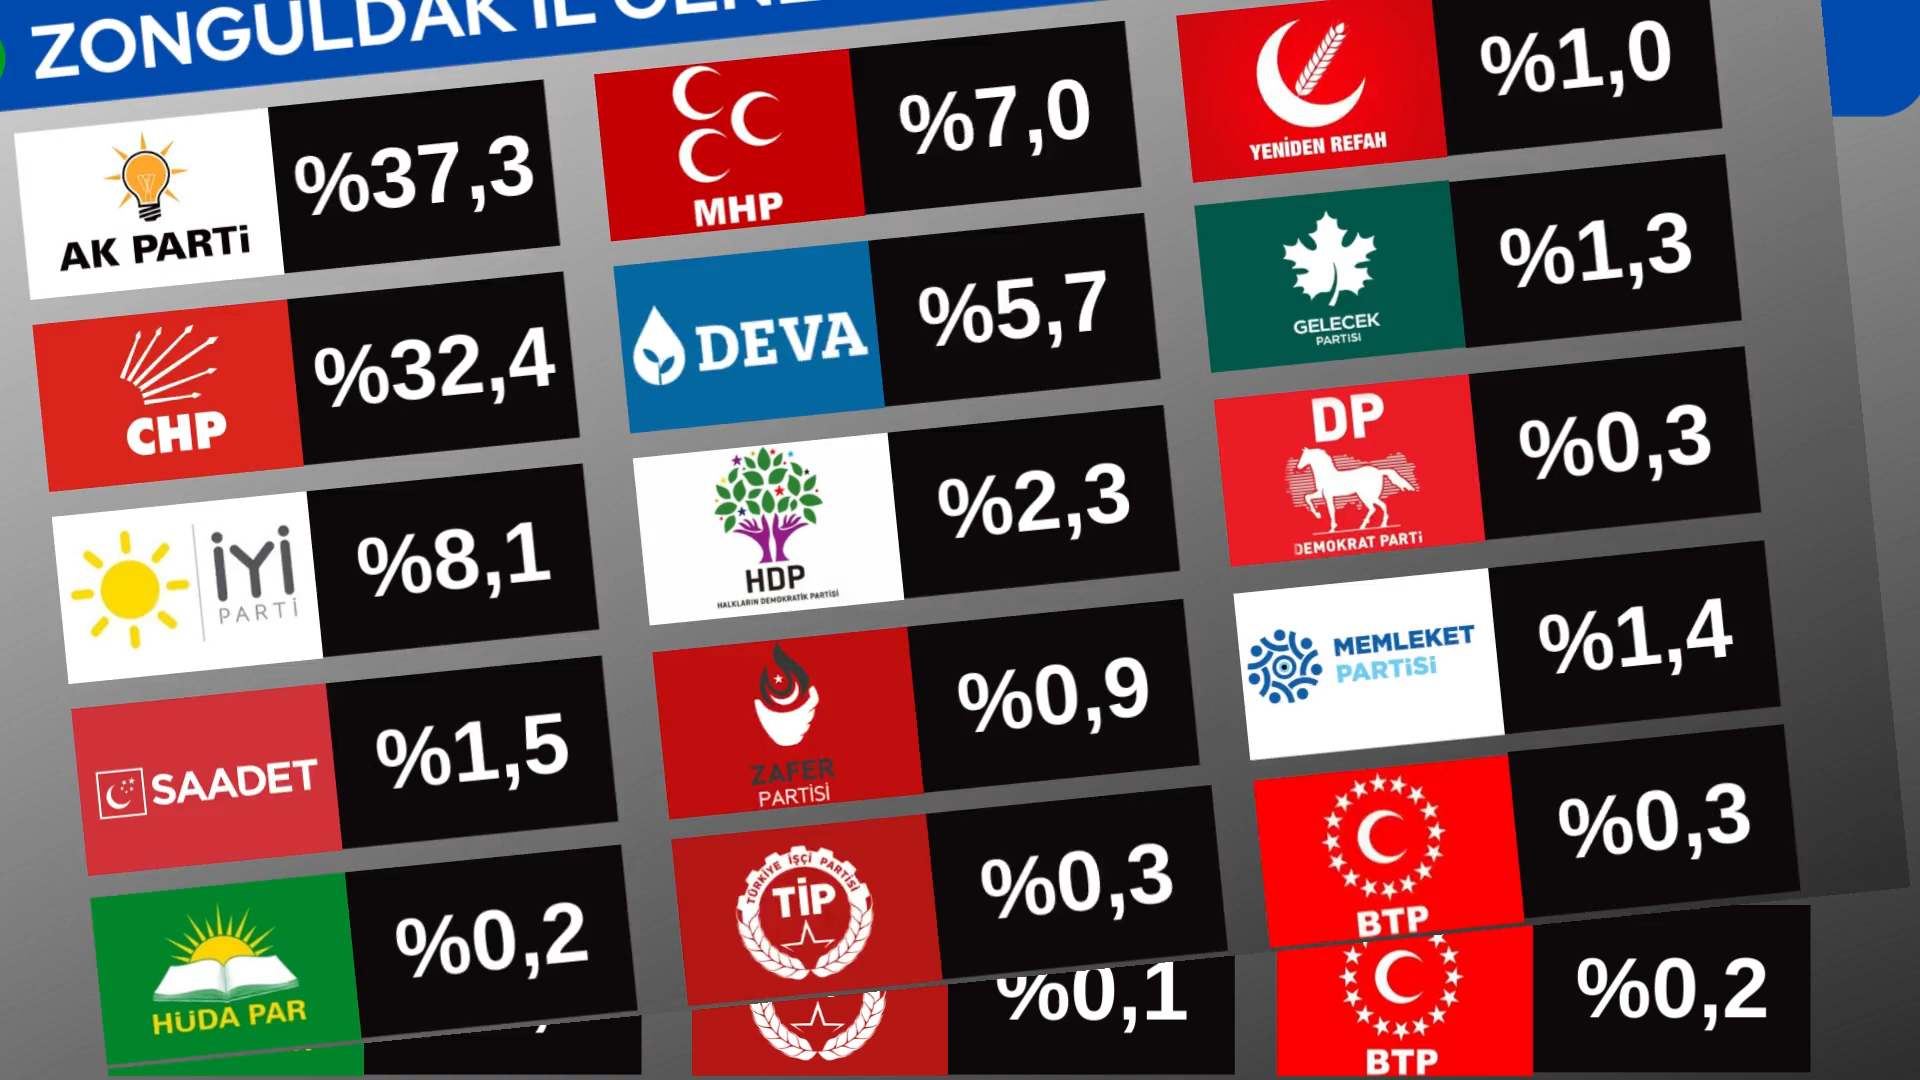 ZONGULDAK İL
AK PARTi
%37,3
CHP
%32,4
İYİ
PARTİ
%8,1
SAADET
%1,5
HÜDA PAR
%0,2
MHP
%7,0
DEVA
%5,7
HDP
HALKLARIN DEMOKRATİK PARTİSİ
%2,3
ZAFER
PARTİSİ
%0,9
TÜRKİYE İŞÇİ PARTİSİ
TİP
%0,3
YENİDEN REFAH
%1,0
GELECEK
PARTİSİ
%1,3
DP
DEMOKRAT PARTi
%0,3
MEMLEKET
PARTiSi
%1,4
BTP
%0,3
%0,1
BTP
%0,2